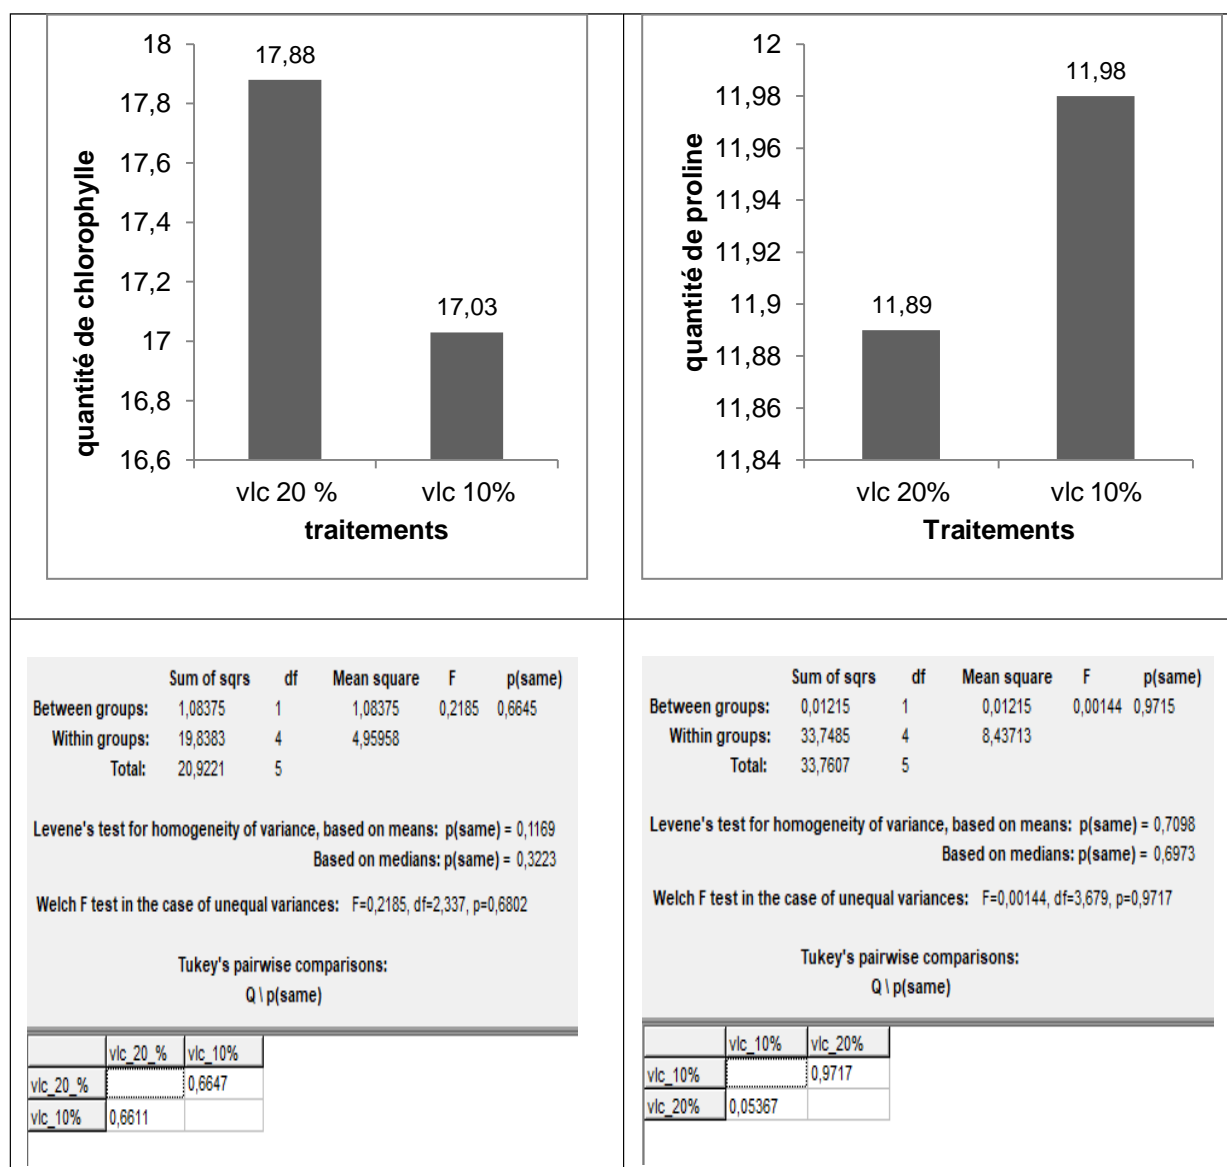 18
17,8
17,6
17,4
17,2
17
16,8
16,6
quantité de chlorophylle
17,88
17,03
vlc 20 % vlc 10%
traitements
12
11,98
11,96
11,94
11,92
11,9
11,88
11,86
11,84
quantité de proline
11,89
11,98
vlc 20% vlc 10%
Traitements
Sum of sqrs df Mean square F p(same)
Between groups: 1,08375 1 1,08375 0,2185 0,6645
Within groups: 19,8383 4 4,95958
Total: 20,9221 5
Levene's test for homogeneity of variance, based on means: p(same) = 0,1169
Based on medians: p(same) = 0,3223
Welch F test in the case of unequal variances: F=0,2185, df=2,337, p=0,6802
Tukey's pairwise comparisons:
Q \ p(same)
vlc_20_% vlc_10%
vlc_20_% 0,6647
vlc_10% 0,6611
Sum of sqrs df Mean square F p(same)
Between groups: 0,01215 1 0,01215 0,00144 0,9715
Within groups: 33,7485 4 8,43713
Total: 33,7607 5
Levene's test for homogeneity of variance, based on means: p(same) = 0,7098
Based on medians: p(same) = 0,6973
Welch F test in the case of unequal variances: F=0,00144, df=3,679, p=0,9717
Tukey's pairwise comparisons:
Q \ p(same)
vlc_10% vlc_20%
vlc_10% 0,9717
vlc_20% 0,05367